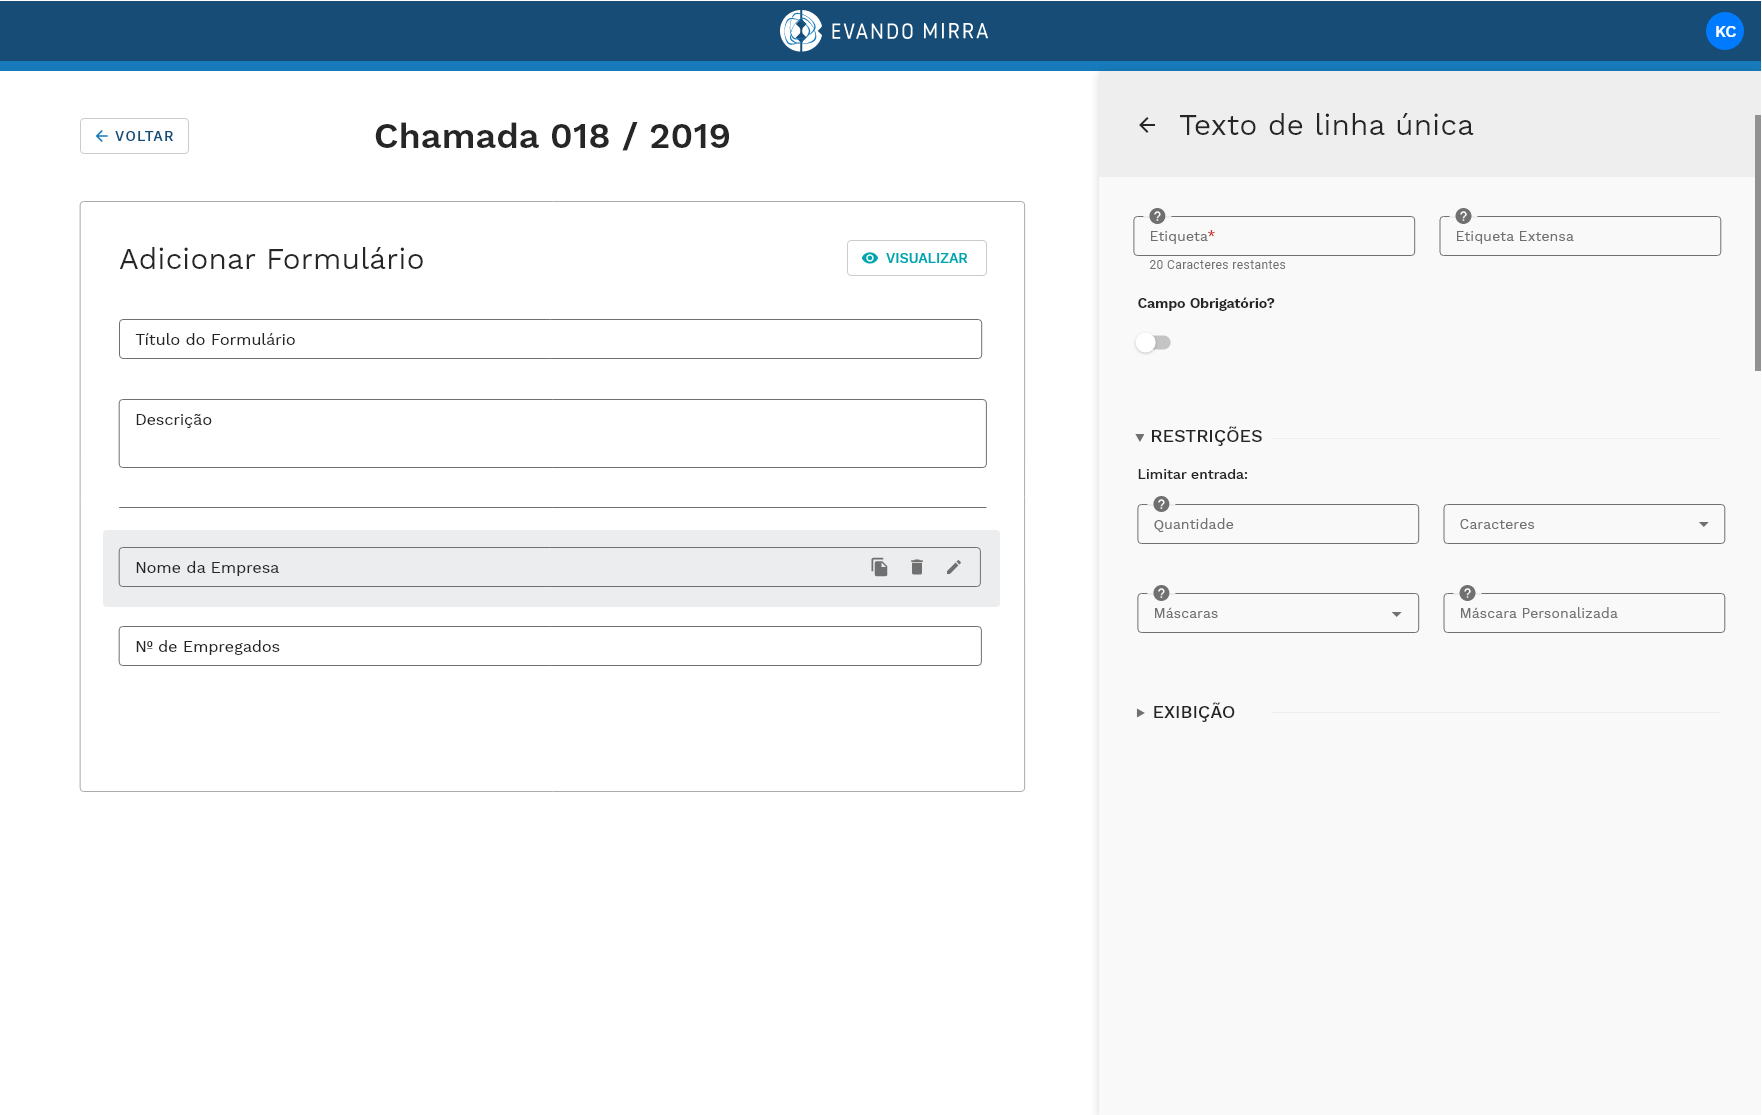 EVANDO MIRRA
KC
VOLTAR
Chamada 018 / 2019
Adicionar Formulário
VISUALIZAR
Título do Formulário
Descrição
Nome da Empresa
Nº de Empregados
Texto de linha única
?
?
Etiqueta*
Etiqueta Extensa
20 Caracteres restantes
Campo Obrigatório?
RESTRIÇÕES
Limitar entrada:
?
Quantidade
Caracteres
?
?
Máscaras
Máscara Personalizada
EXIBIÇÃO